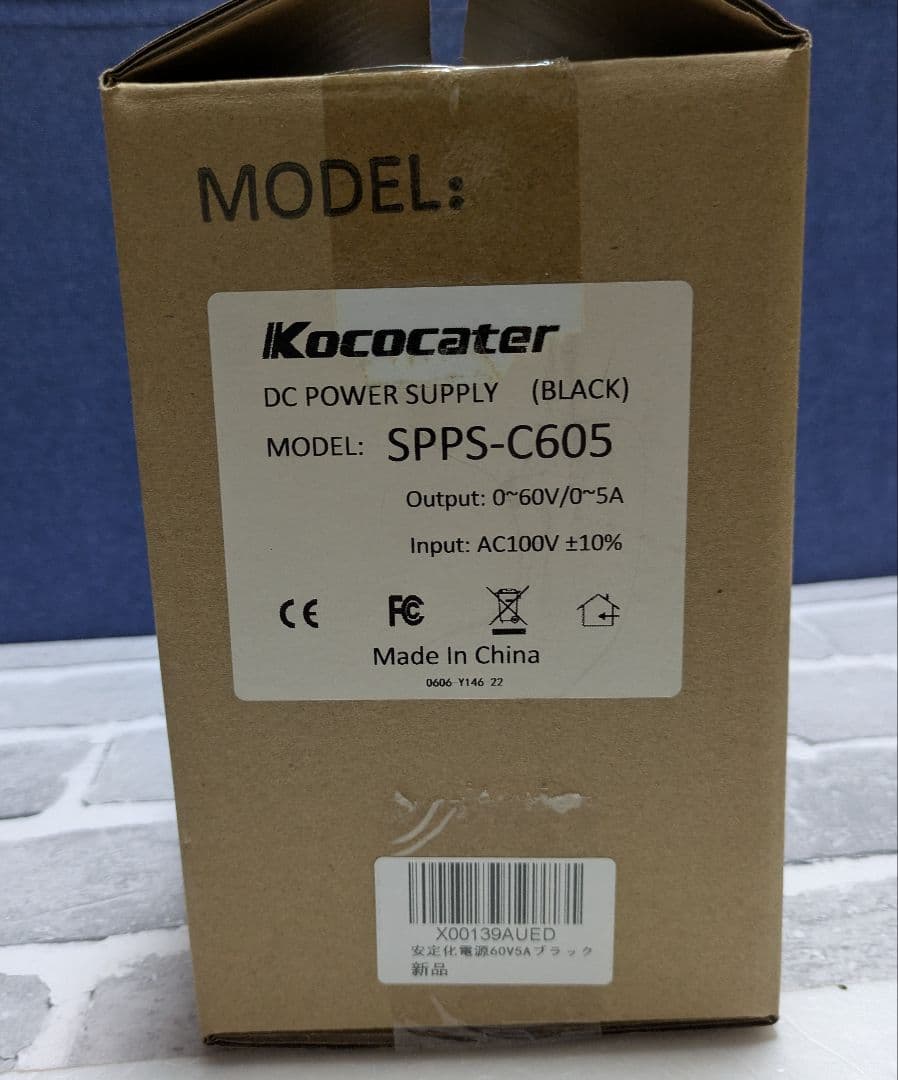 MODEL:
Kococater
DC POWER SUPPLY (BLACK)
MODEL: SPPS-C605
Output: 0~60V/0~5A
Input: AC100V ±10%
CE FC
Made In China
0606 Y146 22
X00139AUED
安定化電源60V5Aブラック
新品